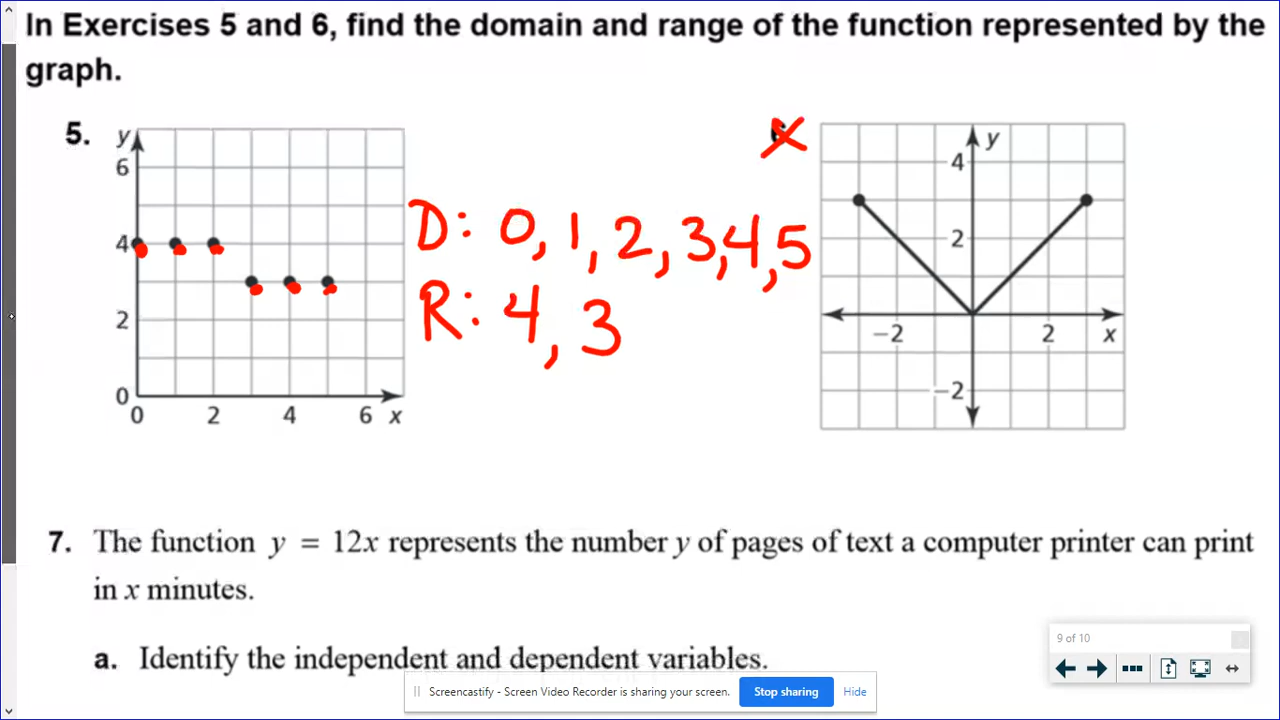 In Exercises 5 and 6, find the domain and range of the function represented by the
graph.
5.
y
6
4
2
0
0 2 4 6 x
D: 0, 1, 2, 3, 4, 5
R: 4, 3
y
4
2
-2 2 x
-2
7. The function y = 12x represents the number y of pages of text a computer printer can print
in x minutes.
a. Identify the independent and dependent variables.
9 of 10
Screencastify - Screen Video Recorder is sharing your screen. Stop sharing Hide